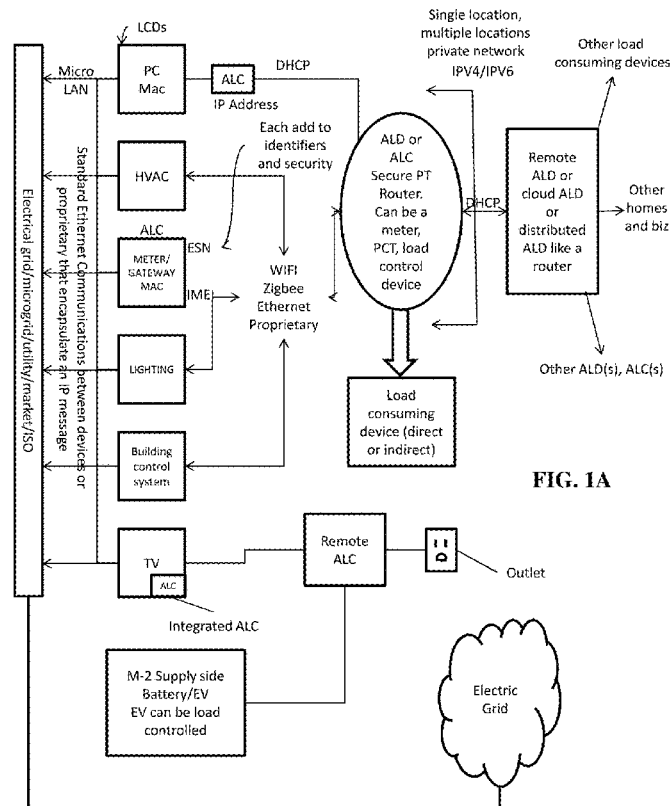 LCDs
Micro
LAN
PC
Mac
ALC
IP Address
DHCP
Single location,
multiple locations
private network
IPV4/IPV6
Other load
consuming devices
HVAC
Each add to
identifiers
and security
ALD or
ALC
Secure PT
Router.
Can be a
meter,
PCT, load
control
device
DHCP
Remote
ALD or
cloud ALD
or
distributed
ALD like a
router
Other
homes
and biz
ALC
METER/
GATEWAY
MAC
ESN
IME
WIFI
Zigbee
Ethernet
Proprietary
LIGHTING
Building
control
system
Other ALD(s), ALC(s)
Load
consuming
device (direct
or indirect)
FIG. 1A
Electrical grid/microgrid/utility/market/ISO
Standard Ethernet Communications between devices or
proprietary that encapsulate an IP message
TV
ALC
Integrated ALC
Remote
ALC
Outlet
M-2 Supply side
Battery/EV
EV can be load
controlled
Electric
Grid